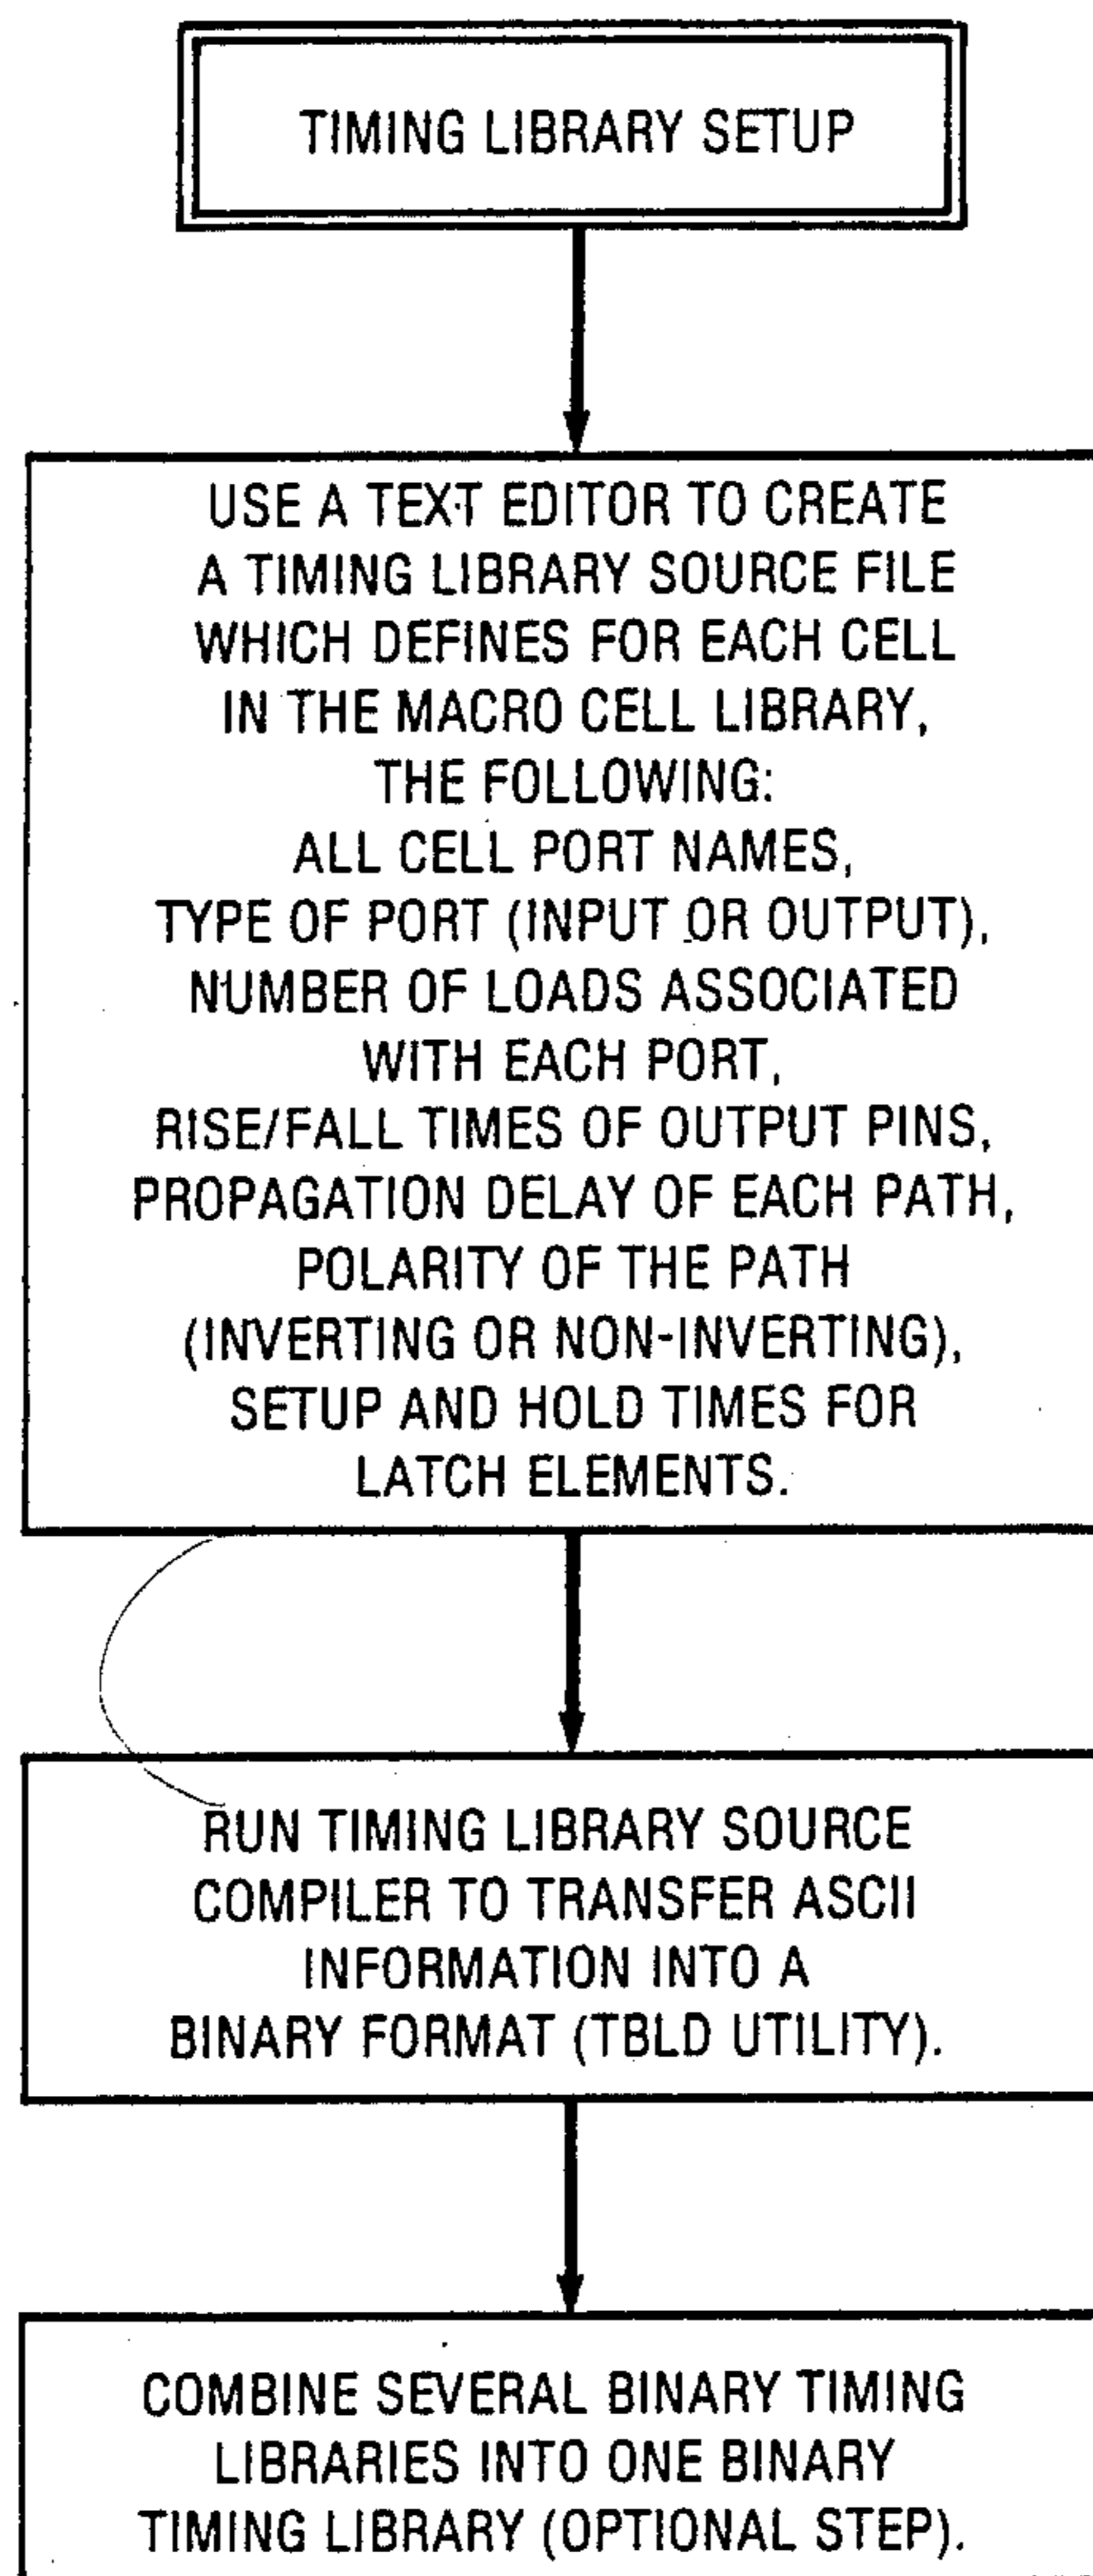 TIMING LIBRARY SETUP
USE A TEXT EDITOR TO CREATE
A TIMING LIBRARY SOURCE FILE
WHICH DEFINES FOR EACH CELL
IN THE MACRO CELL LIBRARY,
THE FOLLOWING:
ALL CELL PORT NAMES,
TYPE OF PORT (INPUT OR OUTPUT),
NUMBER OF LOADS ASSOCIATED
WITH EACH PORT,
RISE/FALL TIMES OF OUTPUT PINS,
PROPAGATION DELAY OF EACH PATH,
POLARITY OF THE PATH
(INVERTING OR NON-INVERTING),
SETUP AND HOLD TIMES FOR
LATCH ELEMENTS.
RUN TIMING LIBRARY SOURCE
COMPILER TO TRANSFER ASCII
INFORMATION INTO A
BINARY FORMAT (TBLD UTILITY).
COMBINE SEVERAL BINARY TIMING
LIBRARIES INTO ONE BINARY
TIMING LIBRARY (OPTIONAL STEP).